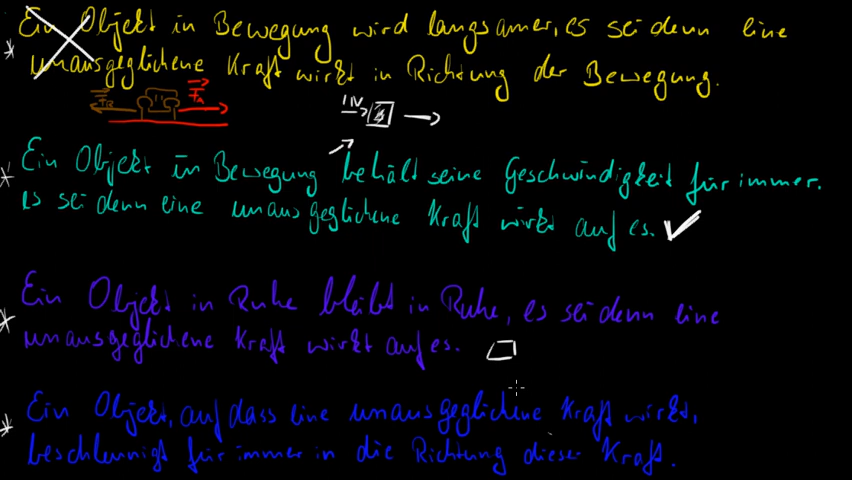 * Ein Objekt in Bewegung wird langsamer, es sei denn eine
unausgeglichene Kraft wirkt in Richtung der Bewegung.
F_R F_A 1N
* Ein Objekt in Bewegung behält seine Geschwindigkeit für immer.
es sei denn eine unausgeglichene Kraft wirkt auf es.
* Ein Objekt in Ruhe bleibt in Ruhe, es sei denn eine
unausgeglichene Kraft wirkt auf es.
* Ein Objekt, auf dass eine unausgeglichene Kraft wirkt,
beschleunigt für immer in die Richtung dieser Kraft.